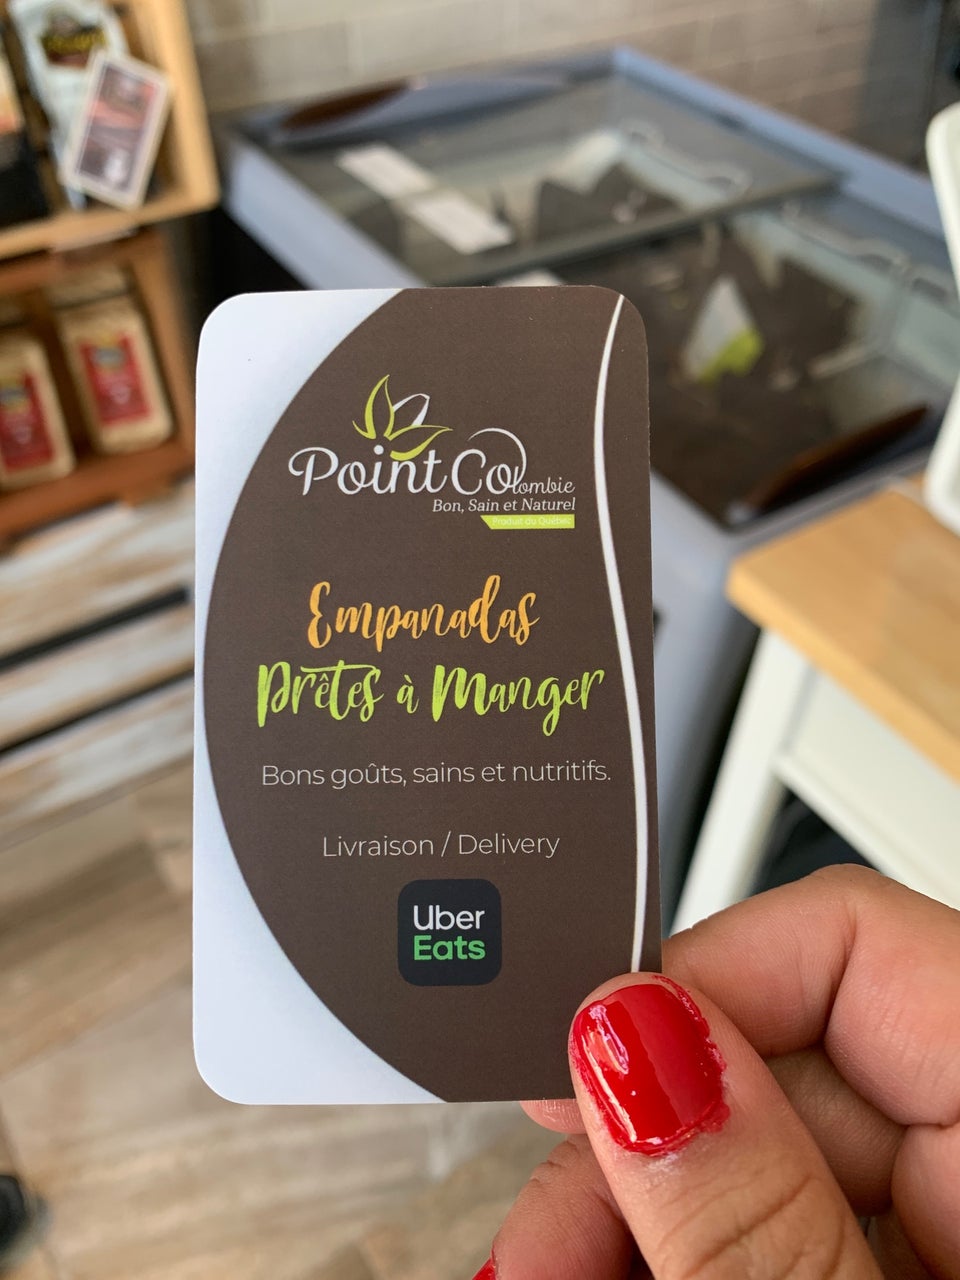 PointColombie
Bon, Sain et Naturel
Produit du Québec
Empanadas
Prêtes à Manger
Bons goûts, sains et nutritifs.
Livraison / Delivery
Uber
Eats